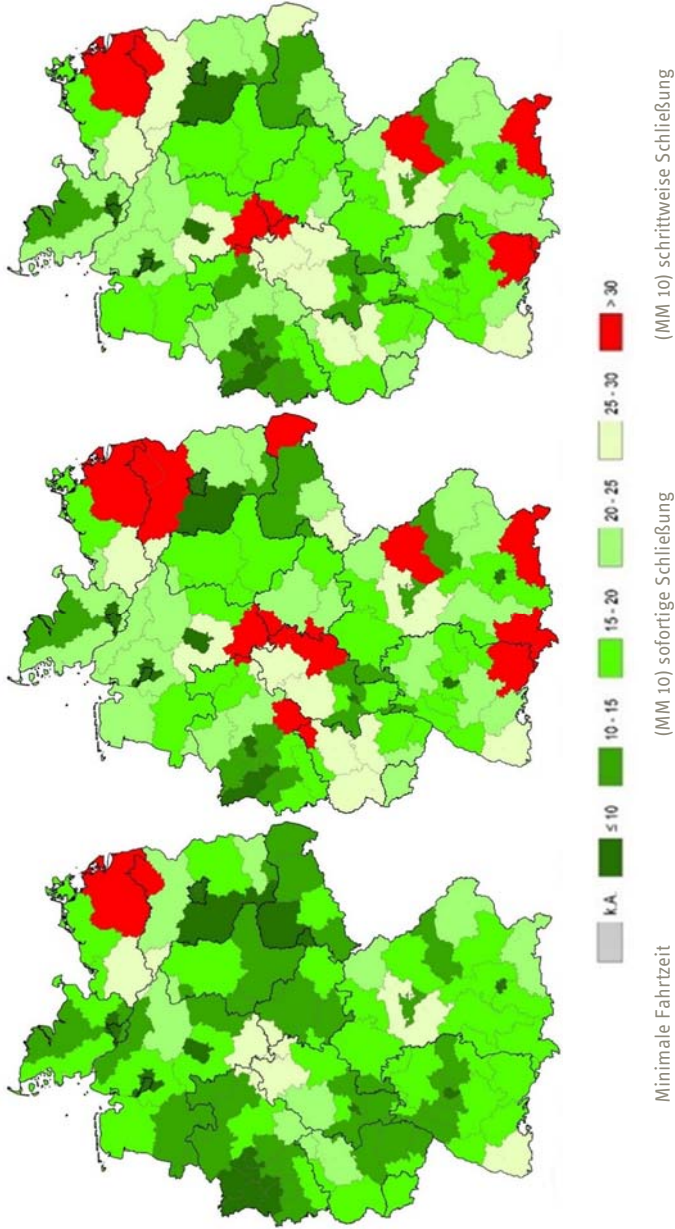 Minimale Fahrtzeit
(MM 10) sofortige Schließung
(MM 10) schrittweise Schließung
k.A.
≤ 10
10 - 15
15 - 20
20 - 25
25 - 30
> 30